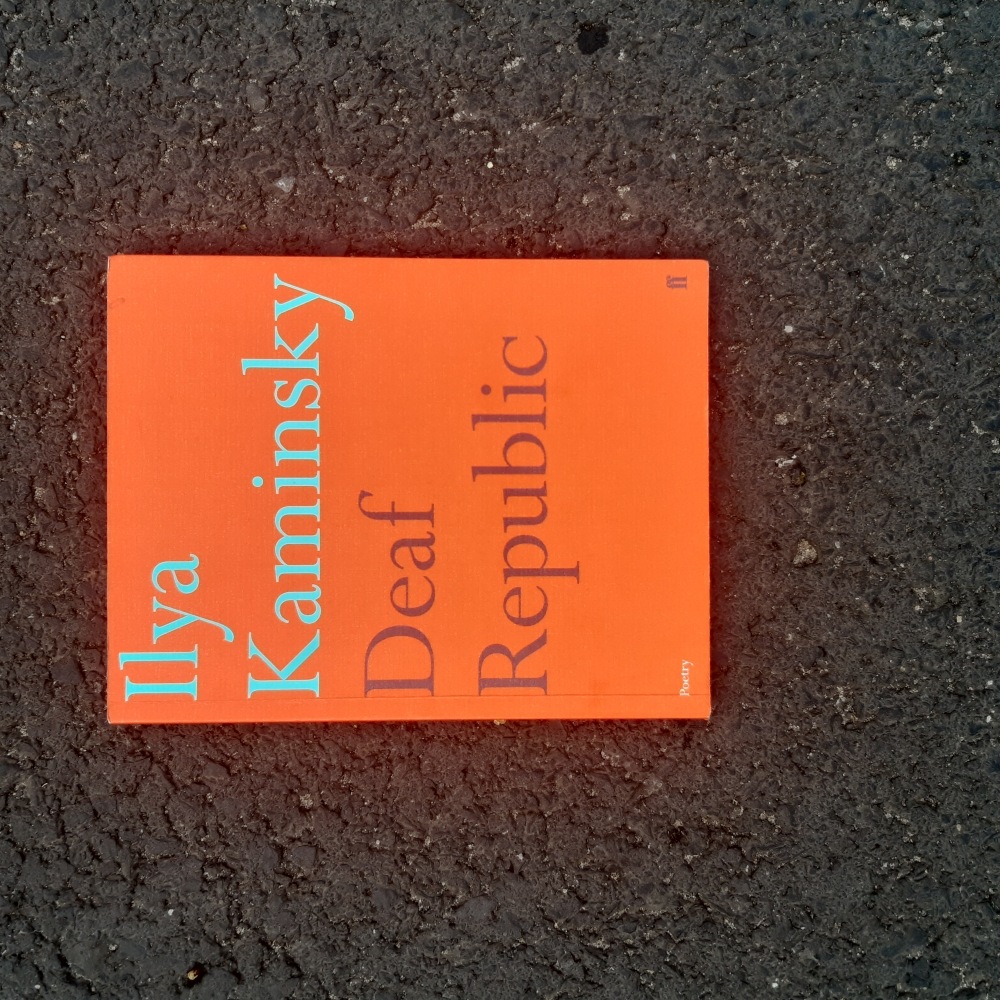 Ilya
Kaminsky
Deaf
Republic
Poetry
ff